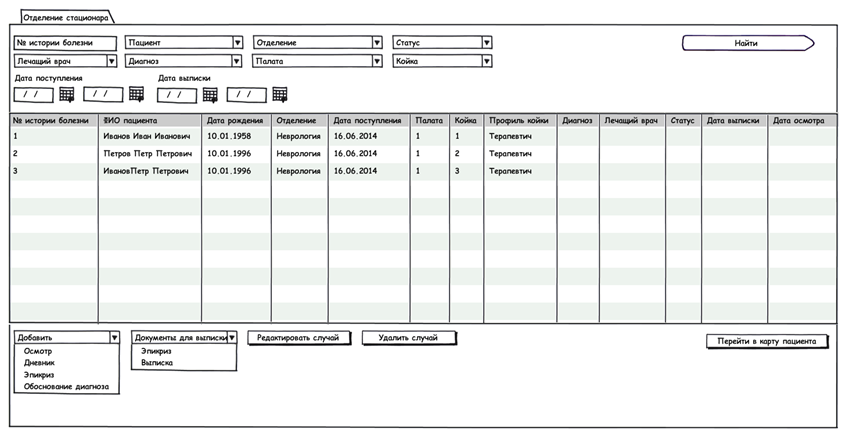 Отделение стационара
№ истории болезни Пациент Отделение Статус Найти
Лечащий врач Диагноз Палата Койка
Дата поступления Дата выписки
/ / / / / / / /
№ истории болезни ФИО пациента Дата рождения Отделение Дата поступления Палата Койка Профиль койки Диагноз Лечащий врач Статус Дата выписки Дата осмотра
1 Иванов Иван Иванович 10.01.1958 Неврология 16.06.2014 1 1 Терапевтич
2 Петров Петр Петрович 10.01.1996 Неврология 16.06.2014 1 2 Терапевтич
3 ИвановПетр Петрович 10.01.1996 Неврология 16.06.2014 1 3 Терапевтич
Добавить Документы для выписки Редактировать случай Удалить случай Перейти в карту пациента
Осмотр Эпикриз
Дневник Выписка
Эпикриз
Обоснование диагноза